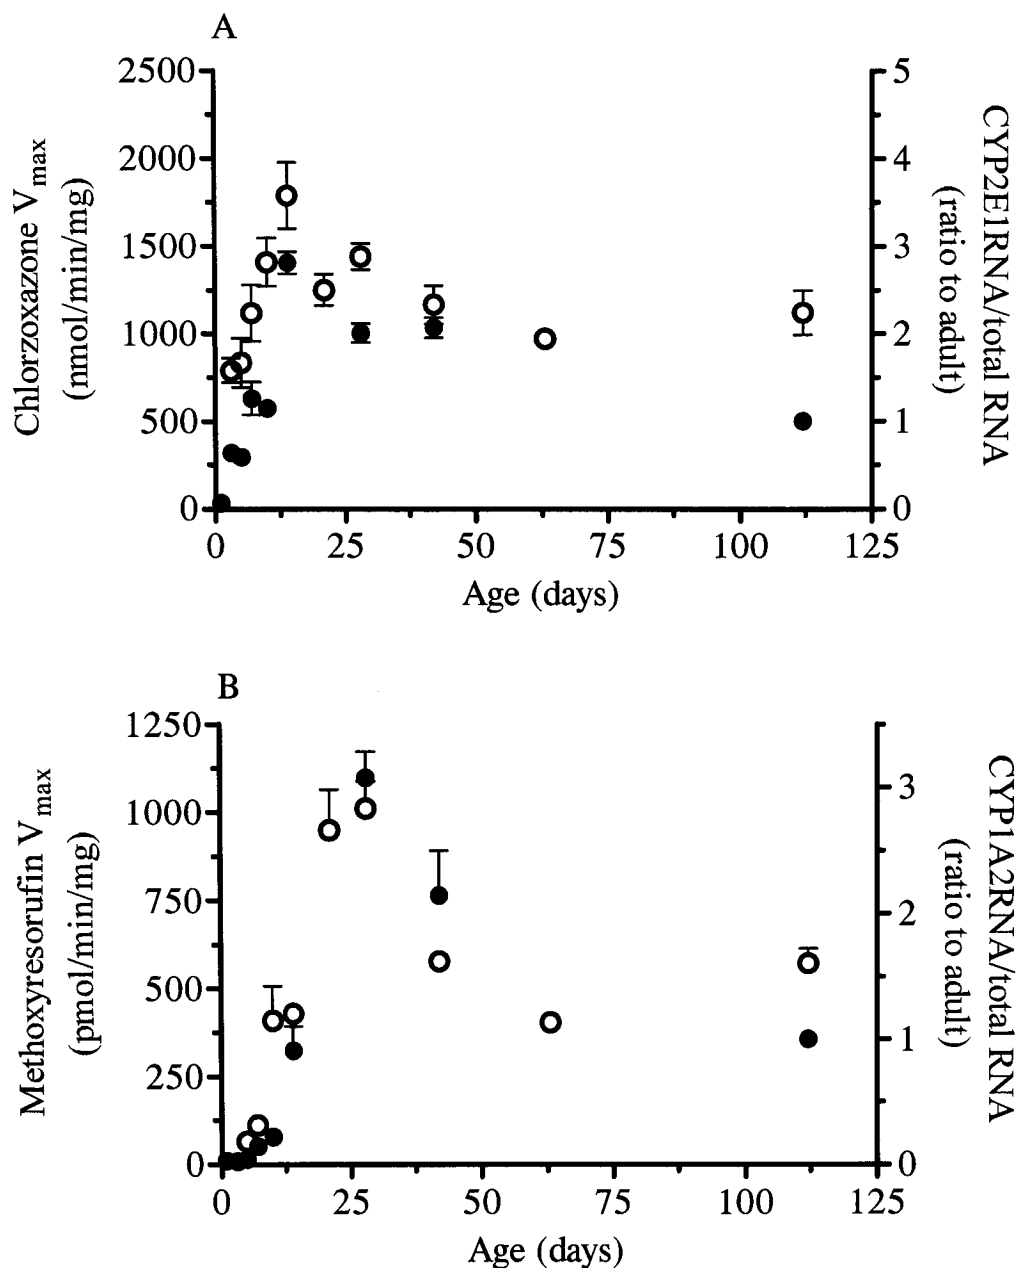 A
Chlorzoxazone Vmax
(nmol/min/mg)
2500
2000
1500
1000
500
0
5
4
3
2
1
0
CYP2E1RNA/total RNA
(ratio to adult)
0 25 50 75 100 125
Age (days)
B
Methoxyresorufin Vmax
(pmol/min/mg)
1250
1000
750
500
250
0
3
2
1
0
CYP1A2RNA/total RNA
(ratio to adult)
0 25 50 75 100 125
Age (days)